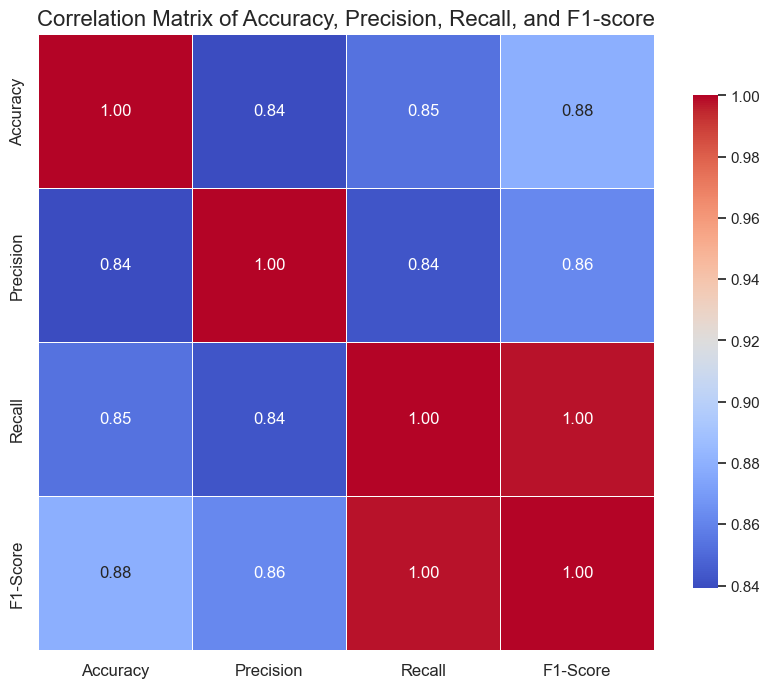 Correlation Matrix of Accuracy, Precision, Recall, and F1-score
Accuracy
1.00 0.84 0.85 0.88
Precision
0.84 1.00 0.84 0.86
Recall
0.85 0.84 1.00 1.00
F1-Score
0.88 0.86 1.00 1.00
Accuracy Precision Recall F1-Score
1.00
0.98
0.96
0.94
0.92
0.90
0.88
0.86
0.84